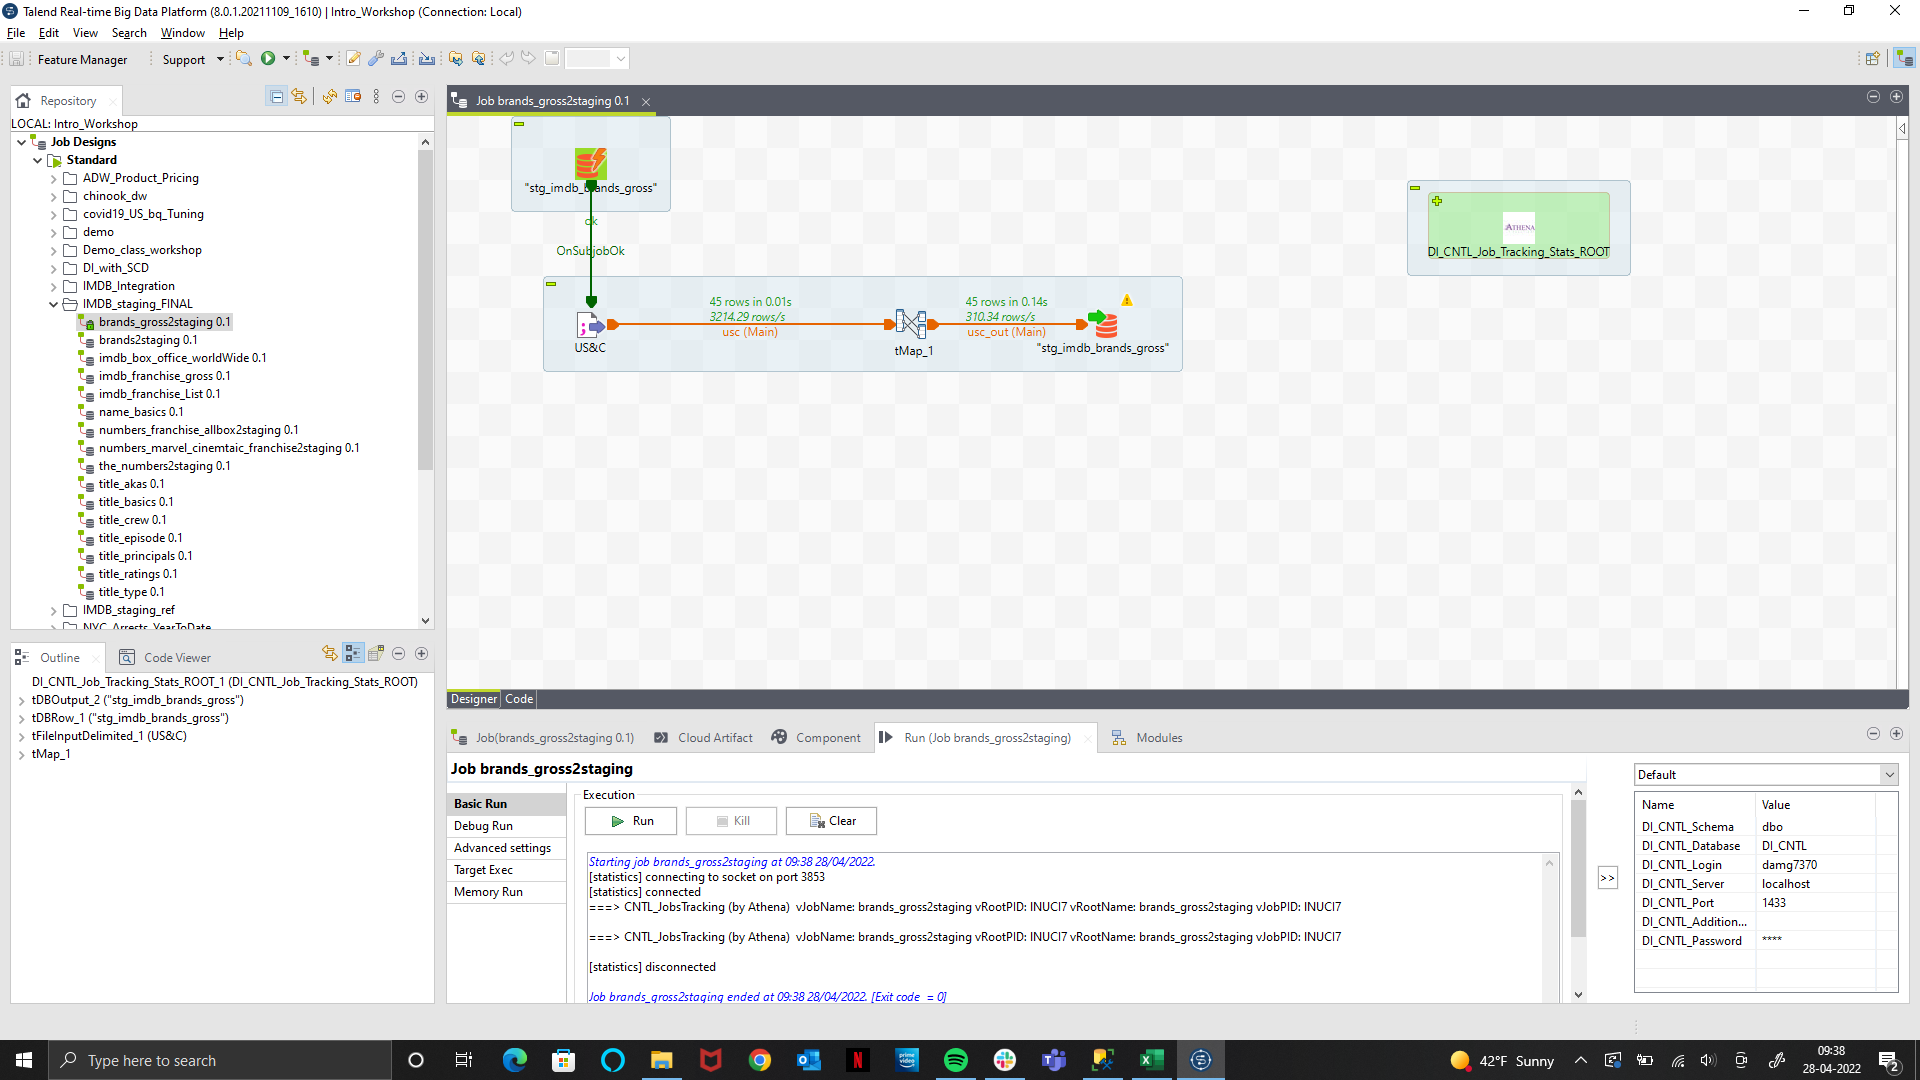 Talend Real-time Big Data Platform (8.0.1.20211109_1610) | Intro_Workshop (Connection: Local)
File Edit View Search Window Help
Feature Manager Support
Repository
LOCAL: Intro_Workshop
Job Designs
Standard
ADW_Product_Pricing
chinook_dw
covid19_US_bq_Tuning
demo
Demo_class_workshop
DI_with_SCD
IMDB_Integration
IMDB_staging_FINAL
brands_gross2staging 0.1
brands2staging 0.1
imdb_box_office_worldWide 0.1
imdb_franchise_gross 0.1
imdb_franchise_List 0.1
name_basics 0.1
numbers_franchise_allbox2staging 0.1
numbers_marvel_cinemtaic_franchise2staging 0.1
the_numbers2staging 0.1
title_akas 0.1
title_basics 0.1
title_crew 0.1
title_episode 0.1
title_principals 0.1
title_ratings 0.1
title_type 0.1
IMDB_staging_ref
NYC_Arrests_YearToDate
Outline Code Viewer
DI_CNTL_Job_Tracking_Stats_ROOT_1 (DI_CNTL_Job_Tracking_Stats_ROOT)
tDBOutput_2 ("stg_imdb_brands_gross")
tDBRow_1 ("stg_imdb_brands_gross")
tFileInputDelimited_1 (US&C)
tMap_1
Job brands_gross2staging 0.1
"stg_imdb_brands_gross"
ok
OnSubjobOk
45 rows in 0.01s
3214.29 rows/s
usc (Main)
45 rows in 0.14s
310.34 rows/s
usc_out (Main)
US&C
tMap_1
"stg_imdb_brands_gross"
ATHENA
DI_CNTL_Job_Tracking_Stats_ROOT
Designer Code
Job(brands_gross2staging 0.1) Cloud Artifact Component Run (Job brands_gross2staging) Modules
Job brands_gross2staging
Basic Run
Debug Run
Advanced settings
Target Exec
Memory Run
Execution
Run Kill Clear
Starting job brands_gross2staging at 09:38 28/04/2022.
[statistics] connecting to socket on port 3853
[statistics] connected
===> CNTL_JobsTracking (by Athena)  vJobName: brands_gross2staging vRootPID: INUCI7 vRootName: brands_gross2staging vJobPID: INUCI7
===> CNTL_JobsTracking (by Athena)  vJobName: brands_gross2staging vRootPID: INUCI7 vRootName: brands_gross2staging vJobPID: INUCI7
[statistics] disconnected
Job brands_gross2staging ended at 09:38 28/04/2022. [Exit code  = 0]
>>
Default
Name Value
DI_CNTL_Schema dbo
DI_CNTL_Database DI_CNTL
DI_CNTL_Login damg7370
DI_CNTL_Server localhost
DI_CNTL_Port 1433
DI_CNTL_Addition...
DI_CNTL_Password ****
Type here to search
prime video
42°F Sunny
09:38
28-04-2022
2